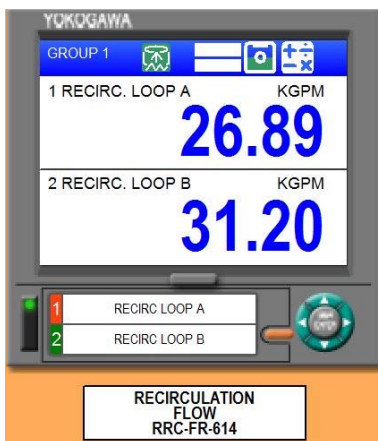 YOKOGAWA
GROUP 1
1 RECIRC. LOOP A KGPM
26.89
2 RECIRC. LOOP B KGPM
31.20
1 RECIRC LOOP A
2 RECIRC LOOP B
RECIRCULATION
FLOW
RRC-FR-614